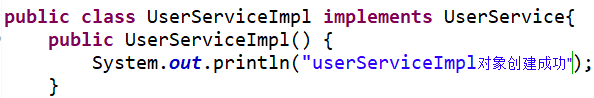 public class UserServiceImpl implements UserService{
public UserServiceImpl() {
System.out.println("userServiceImpl对象创建成功");
}